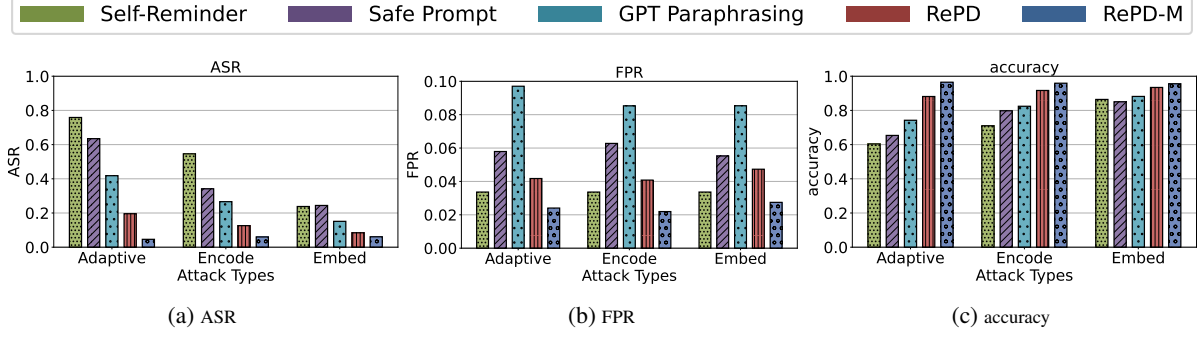 Self-Reminder Safe Prompt GPT Paraphrasing RePD RePD-M
ASR
1.0
0.8
0.6
0.4
0.2
0.0
ASR
Adaptive Encode Embed
Attack Types
(a) ASR
FPR
0.10
0.08
0.06
0.04
0.02
0.00
FPR
Adaptive Encode Embed
Attack Types
(b) FPR
accuracy
1.0
0.8
0.6
0.4
0.2
0.0
accuracy
Adaptive Encode Embed
Attack Types
(c) accuracy